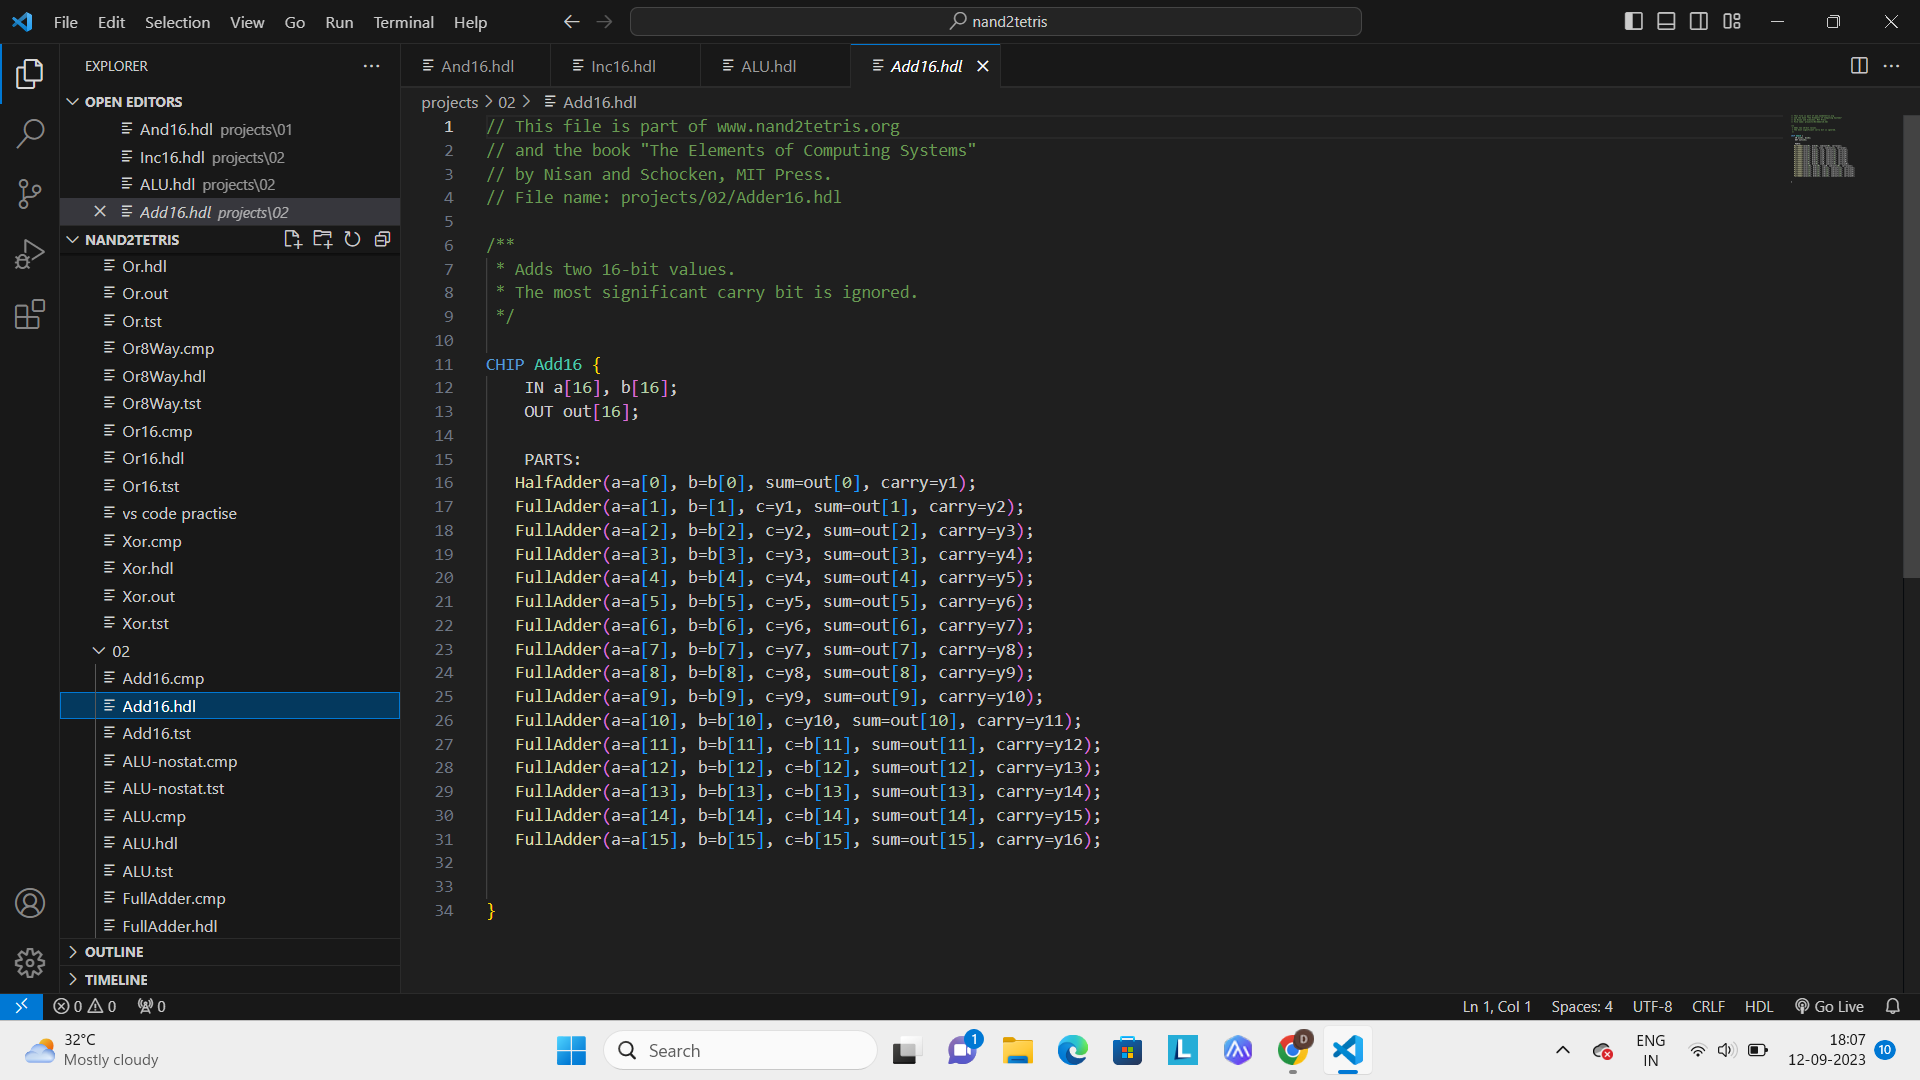 File Edit Selection View Go Run Terminal Help
nand2tetris
EXPLORER
OPEN EDITORS
And16.hdl projects\01
Inc16.hdl projects\02
ALU.hdl projects\02
Add16.hdl projects\02
NAND2TETRIS
Or.hdl
Or.out
Or.tst
Or8Way.cmp
Or8Way.hdl
Or8Way.tst
Or16.cmp
Or16.hdl
Or16.tst
vs code practise
Xor.cmp
Xor.hdl
Xor.out
Xor.tst
02
Add16.cmp
Add16.hdl
Add16.tst
ALU-nostat.cmp
ALU-nostat.tst
ALU.cmp
ALU.hdl
ALU.tst
FullAdder.cmp
FullAdder.hdl
OUTLINE
TIMELINE
And16.hdl Inc16.hdl ALU.hdl Add16.hdl
projects > 02 > Add16.hdl
1 // This file is part of www.nand2tetris.org
2 // and the book "The Elements of Computing Systems"
3 // by Nisan and Schocken, MIT Press.
4 // File name: projects/02/Adder16.hdl
5
6 /**
7 * Adds two 16-bit values.
8 * The most significant carry bit is ignored.
9 */
10
11 CHIP Add16 {
12 IN a[16], b[16];
13 OUT out[16];
14
15 PARTS:
16 HalfAdder(a=a[0], b=b[0], sum=out[0], carry=y1);
17 FullAdder(a=a[1], b=[1], c=y1, sum=out[1], carry=y2);
18 FullAdder(a=a[2], b=b[2], c=y2, sum=out[2], carry=y3);
19 FullAdder(a=a[3], b=b[3], c=y3, sum=out[3], carry=y4);
20 FullAdder(a=a[4], b=b[4], c=y4, sum=out[4], carry=y5);
21 FullAdder(a=a[5], b=b[5], c=y5, sum=out[5], carry=y6);
22 FullAdder(a=a[6], b=b[6], c=y6, sum=out[6], carry=y7);
23 FullAdder(a=a[7], b=b[7], c=y7, sum=out[7], carry=y8);
24 FullAdder(a=a[8], b=b[8], c=y8, sum=out[8], carry=y9);
25 FullAdder(a=a[9], b=b[9], c=y9, sum=out[9], carry=y10);
26 FullAdder(a=a[10], b=b[10], c=y10, sum=out[10], carry=y11);
27 FullAdder(a=a[11], b=b[11], c=b[11], sum=out[11], carry=y12);
28 FullAdder(a=a[12], b=b[12], c=b[12], sum=out[12], carry=y13);
29 FullAdder(a=a[13], b=b[13], c=b[13], sum=out[13], carry=y14);
30 FullAdder(a=a[14], b=b[14], c=b[14], sum=out[14], carry=y15);
31 FullAdder(a=a[15], b=b[15], c=b[15], sum=out[15], carry=y16);
32
33
34 }
0 0 0
Ln 1, Col 1 Spaces: 4 UTF-8 CRLF HDL Go Live
32°C
Mostly cloudy
Search
1
L
D
ENG
IN
18:07
12-09-2023
10